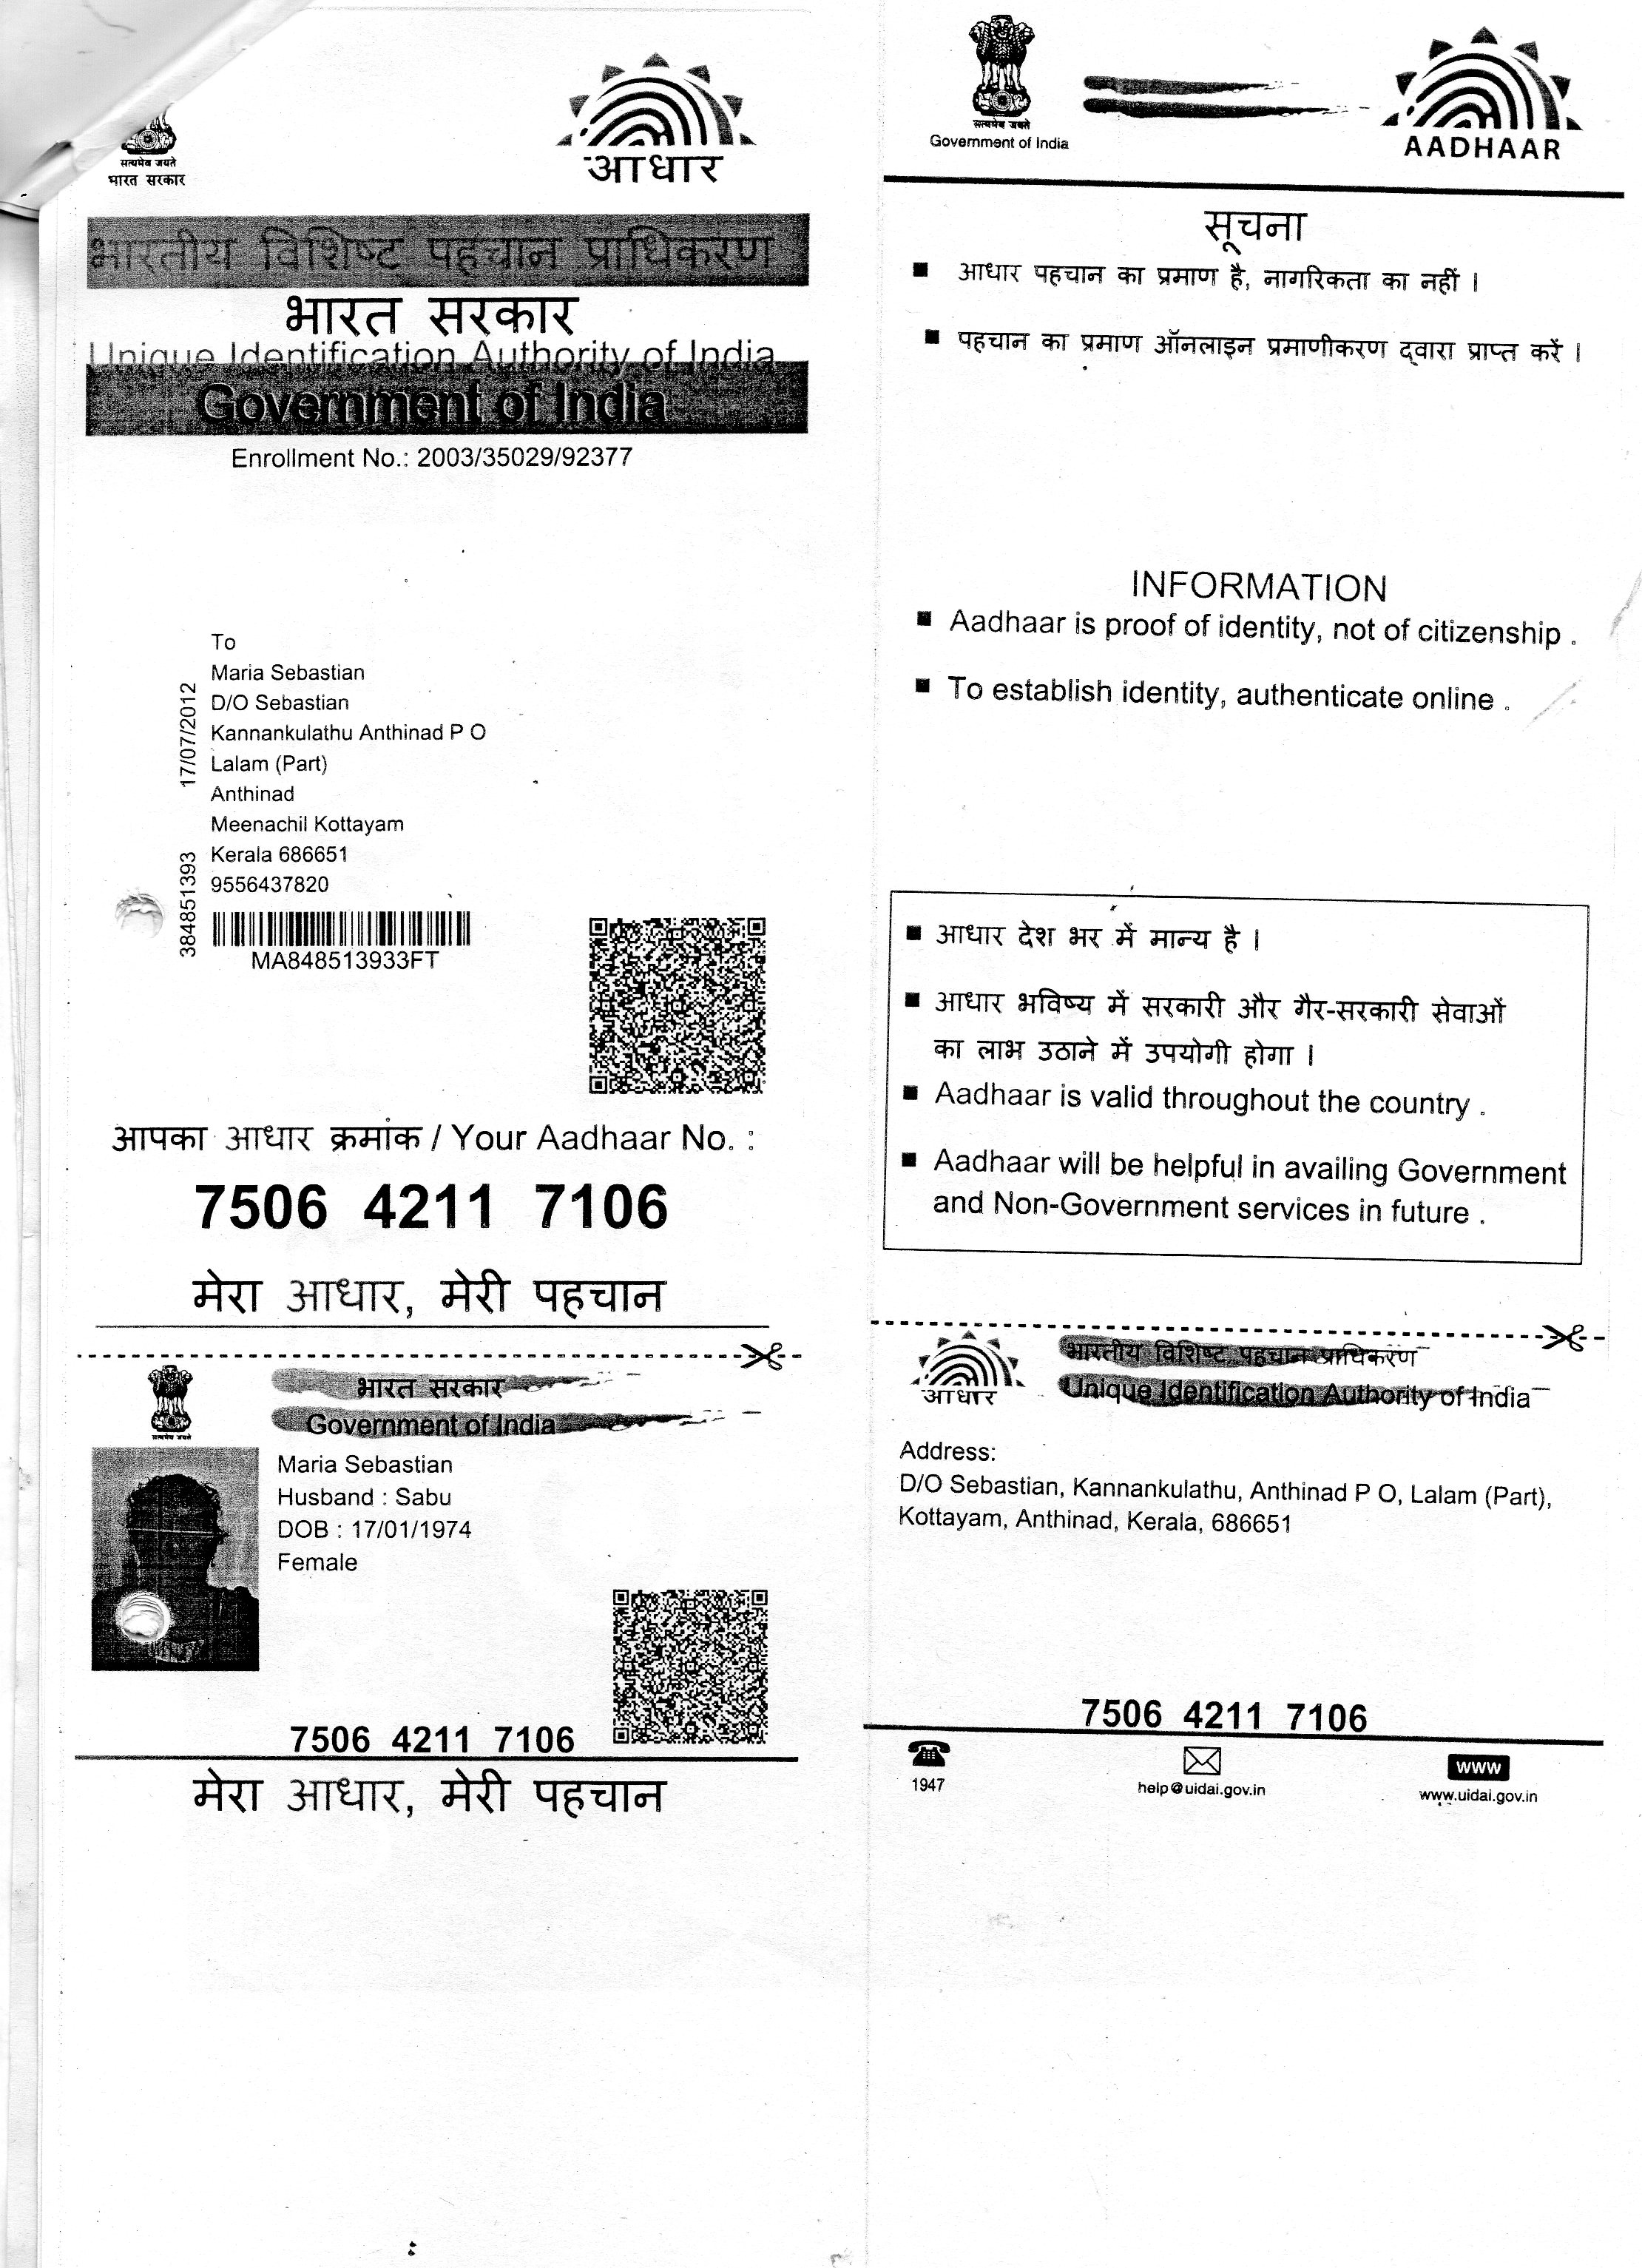 सत्यमेव जयते
भारत सरकार
आधार
भारतीय विशिष्ट पहचान प्राधिकरण
भारत सरकार
Unique Identification Authority of India
Government of India
Enrollment No.: 2003/35029/92377
17/07/2012
384851393
To
Maria Sebastian
D/O Sebastian
Kannankulathu Anthinad P O
Lalam (Part)
Anthinad
Meenachil Kottayam
Kerala 686651
9556437820
MA848513933FT
आपका आधार क्रमांक / Your Aadhaar No. :
7506 4211 7106
मेरा आधार, मेरी पहचान
सत्यमेव जयते
भारत सरकार
Government of India
Maria Sebastian
Husband : Sabu
DOB : 17/01/1974
Female
7506 4211 7106
मेरा आधार, मेरी पहचान
सत्यमेव जयते
Government of India
AADHAAR
सूचना
■ आधार पहचान का प्रमाण है, नागरिकता का नहीं ।
■ पहचान का प्रमाण ऑनलाइन प्रमाणीकरण द्वारा प्राप्त करें ।
INFORMATION
■ Aadhaar is proof of identity, not of citizenship .
■ To establish identity, authenticate online .
■ आधार देश भर में मान्य है ।
■ आधार भविष्य में सरकारी और गैर-सरकारी सेवाओं
का लाभ उठाने में उपयोगी होगा ।
■ Aadhaar is valid throughout the country .
■ Aadhaar will be helpful in availing Government
and Non-Government services in future .
आधार
भारतीय विशिष्ट पहचान प्राधिकरण
Unique Identification Authority of India
Address:
D/O Sebastian, Kannankulathu, Anthinad P O, Lalam (Part),
Kottayam, Anthinad, Kerala, 686651
7506 4211 7106
1947
help@uidai.gov.in
www
www.uidai.gov.in